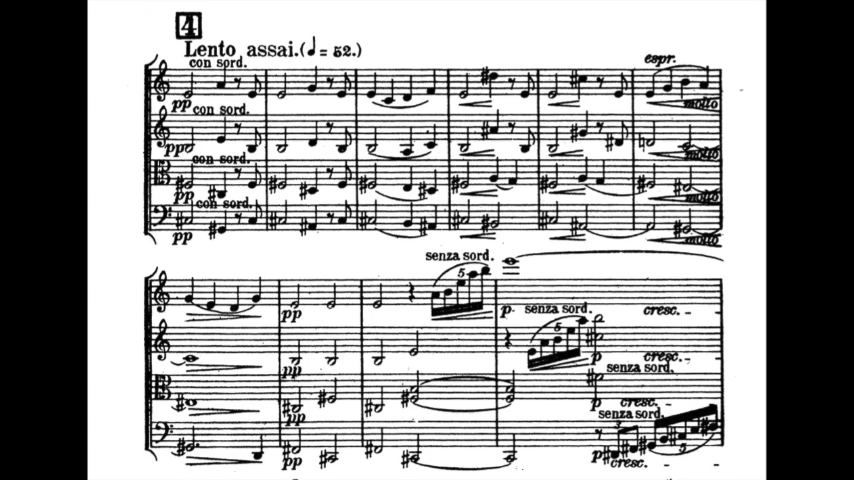 4
Lento assai. (♩ = 52.)
con sord.
espr.
pp
molto
con sord.
pp
molto
con sord.
pp
molto
con sord.
pp
molto
senza sord.
5
pp
p
cresc.
senza sord.
5
pp
p
cresc.
senza sord.
pp
p
cresc.
senza sord.
3
5
pp
p
cresc.